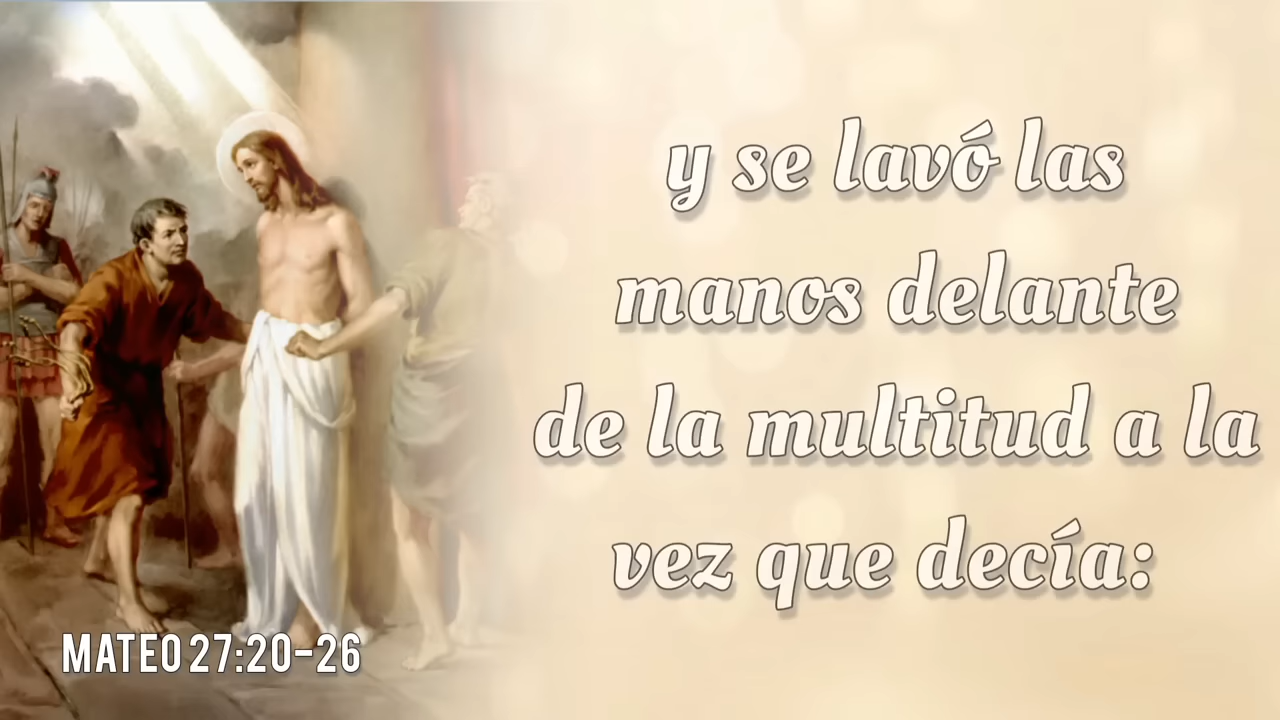 y se lavó las
manos delante
de la multitud a la
vez que decía:
MATEO 27:20-26